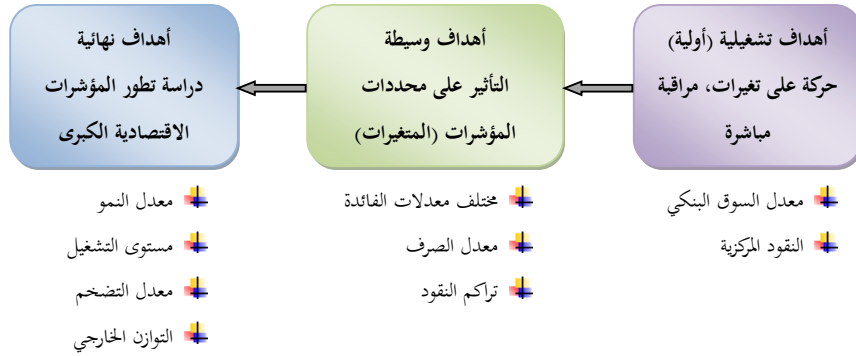 أهداف تشغيلية (أولية)
حركة على تغيرات، مراقبة
مباشرة
معدل السوق البنكي
النقود المركزية
أهداف وسيطة
التأثير على محددات
المؤشرات (المتغيرات)
مختلف معدلات الفائدة
معدل الصرف
تراكم النقود
أهداف نهائية
دراسة تطور المؤشرات
الاقتصادية الكبرى
معدل النمو
مستوى التشغيل
معدل التضخم
التوازن الخارجي